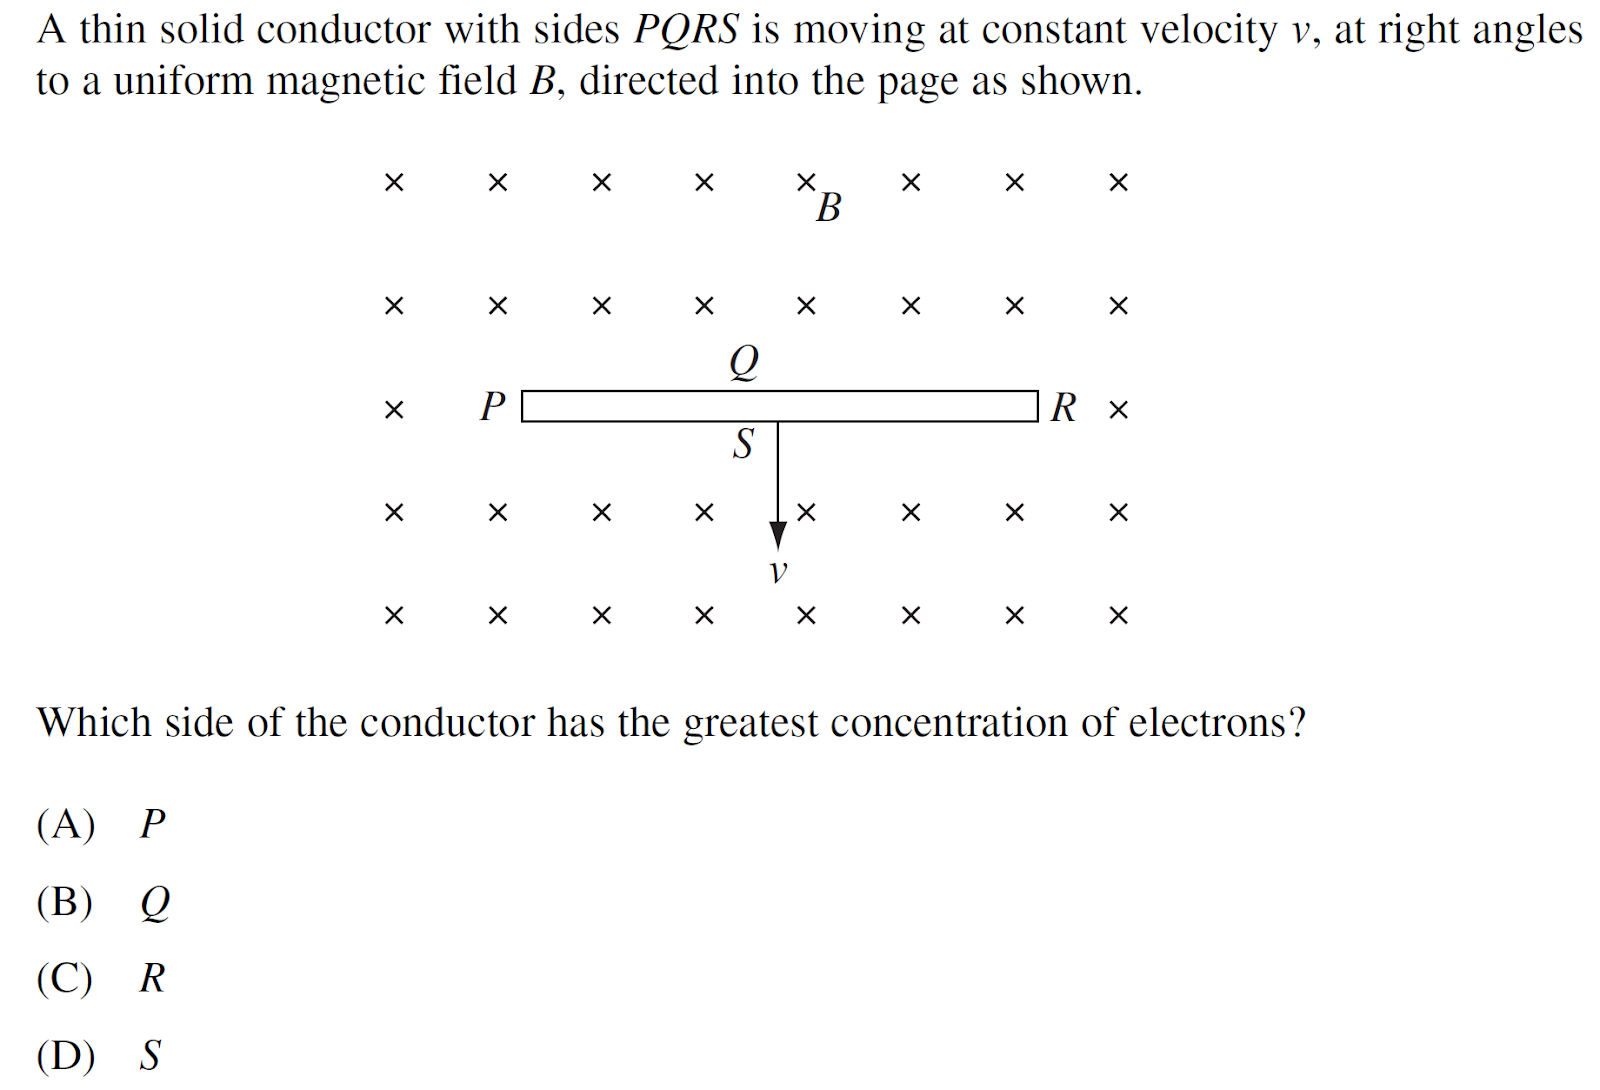 A thin solid conductor with sides PQRS is moving at constant velocity v, at right angles
to a uniform magnetic field B, directed into the page as shown.
B
Q
P
R
S
v
Which side of the conductor has the greatest concentration of electrons?
(A) P
(B) Q
(C) R
(D) S